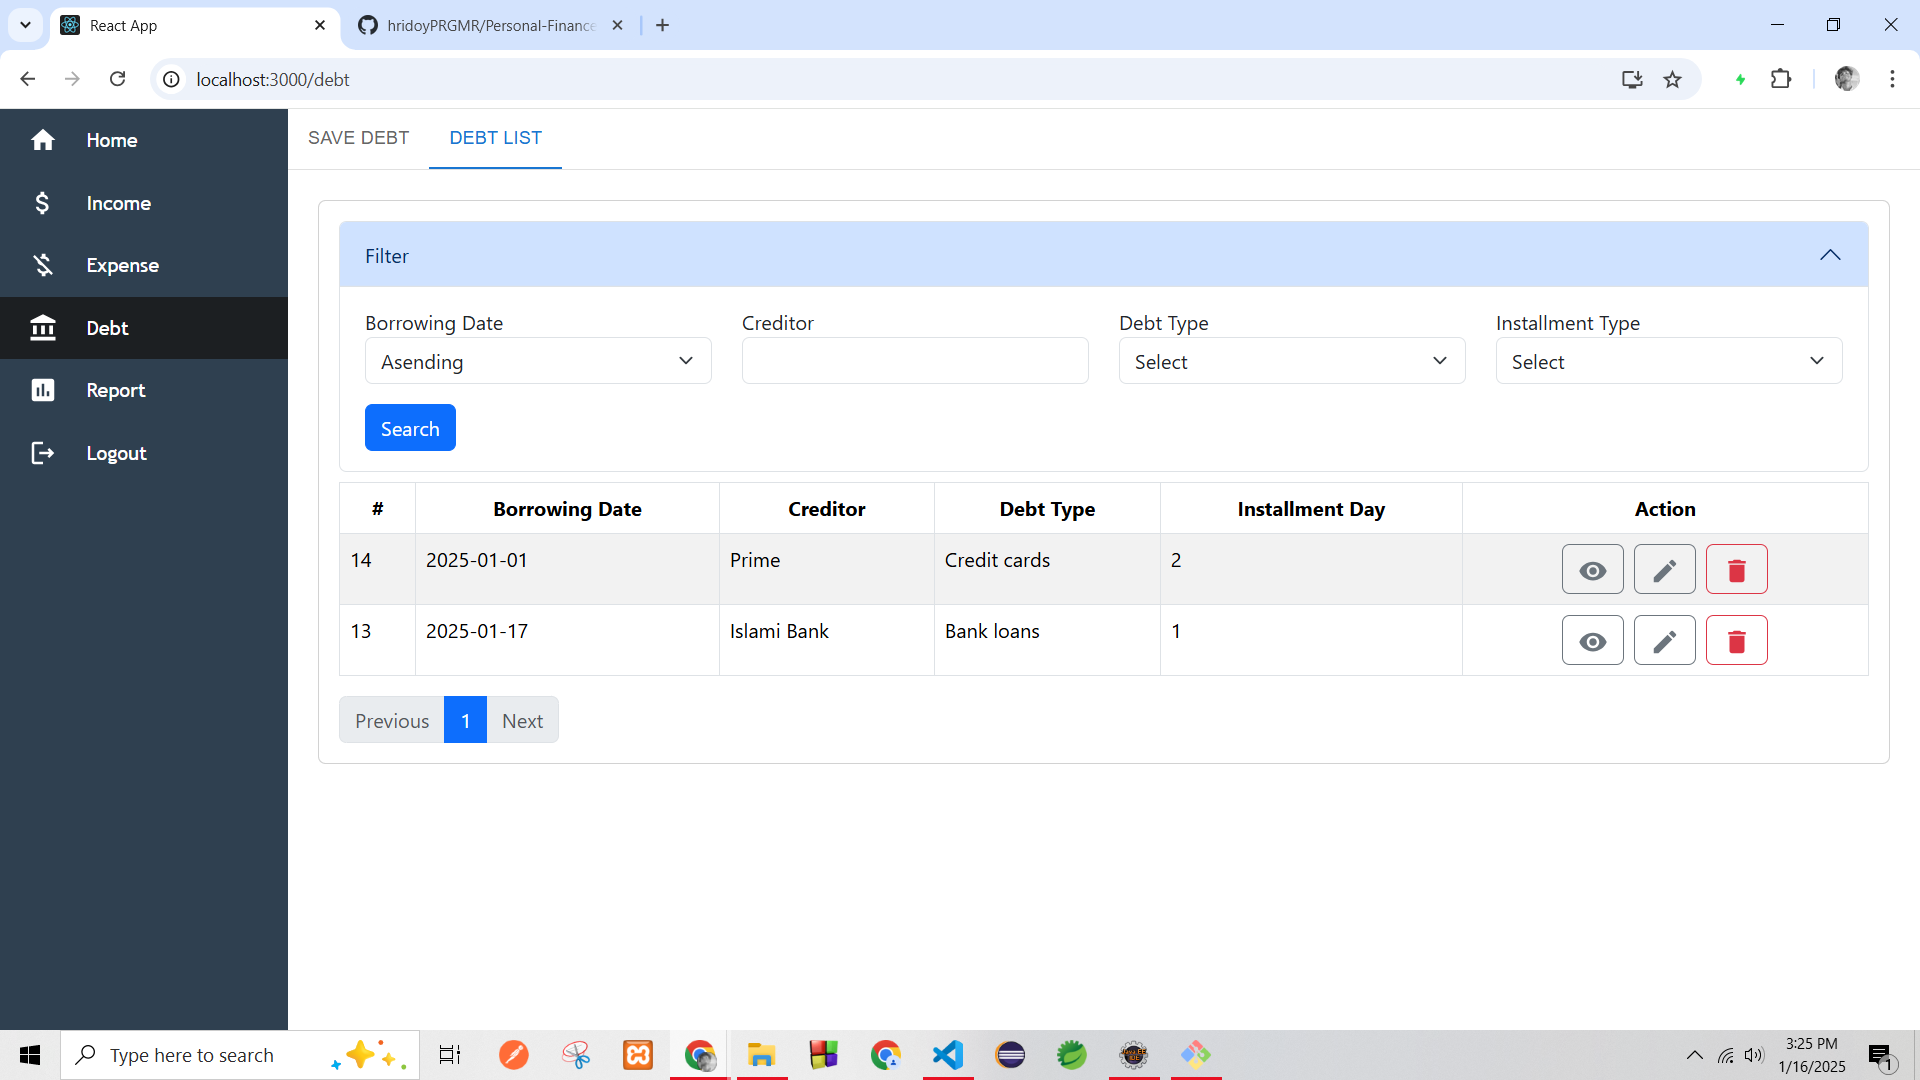 React App
hridoyPRGMR/Personal-Finance
localhost:3000/debt
Home
Income
Expense
Debt
Report
Logout
SAVE DEBT DEBT LIST
Filter
Borrowing Date Creditor Debt Type Installment Type
Asending Select Select
Search
# Borrowing Date Creditor Debt Type Installment Day Action
14 2025-01-01 Prime Credit cards 2
13 2025-01-17 Islami Bank Bank loans 1
Previous 1 Next
Type here to search
3:25 PM
1/16/2025
1